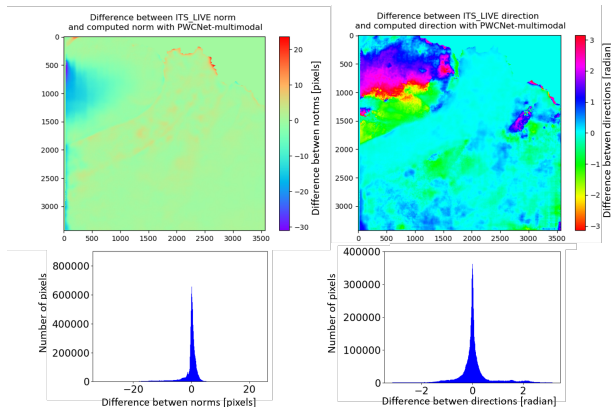 Difference between ITS_LIVE norm
and computed norm with PWCNet-multimodal
0
500
1000
1500
2000
2500
3000
0 500 1000 1500 2000 2500 3000 3500
20
10
0
−10
−20
−30
Difference between notms [pixels]
Difference between ITS_LIVE direction
and computed direction with PWCNet-multimodal
0
500
1000
1500
2000
2500
3000
0 500 1000 1500 2000 2500 3000 3500
3
2
1
0
−1
−2
−3
Difference betwen directions [radian]
Number of pixels
800000
600000
400000
200000
0
−20 0 20
Difference betwen norms [pixels]
Number of pixels
400000
300000
200000
100000
0
−2 0 2
Difference betwen directions [radian]